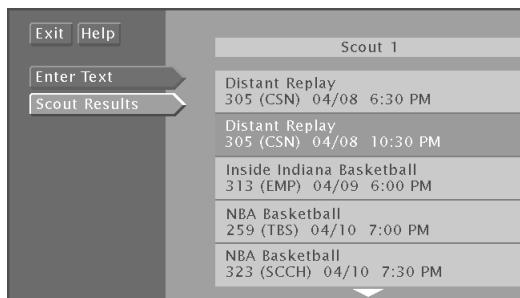 Exit Help
Scout 1
Enter Text
Scout Results
Distant Replay
305 (CSN) 04/08 6:30 PM
Distant Replay
305 (CSN) 04/08 10:30 PM
Inside Indiana Basketball
313 (EMP) 04/09 6:00 PM
NBA Basketball
259 (TBS) 04/10 7:00 PM
NBA Basketball
323 (SCCH) 04/10 7:30 PM